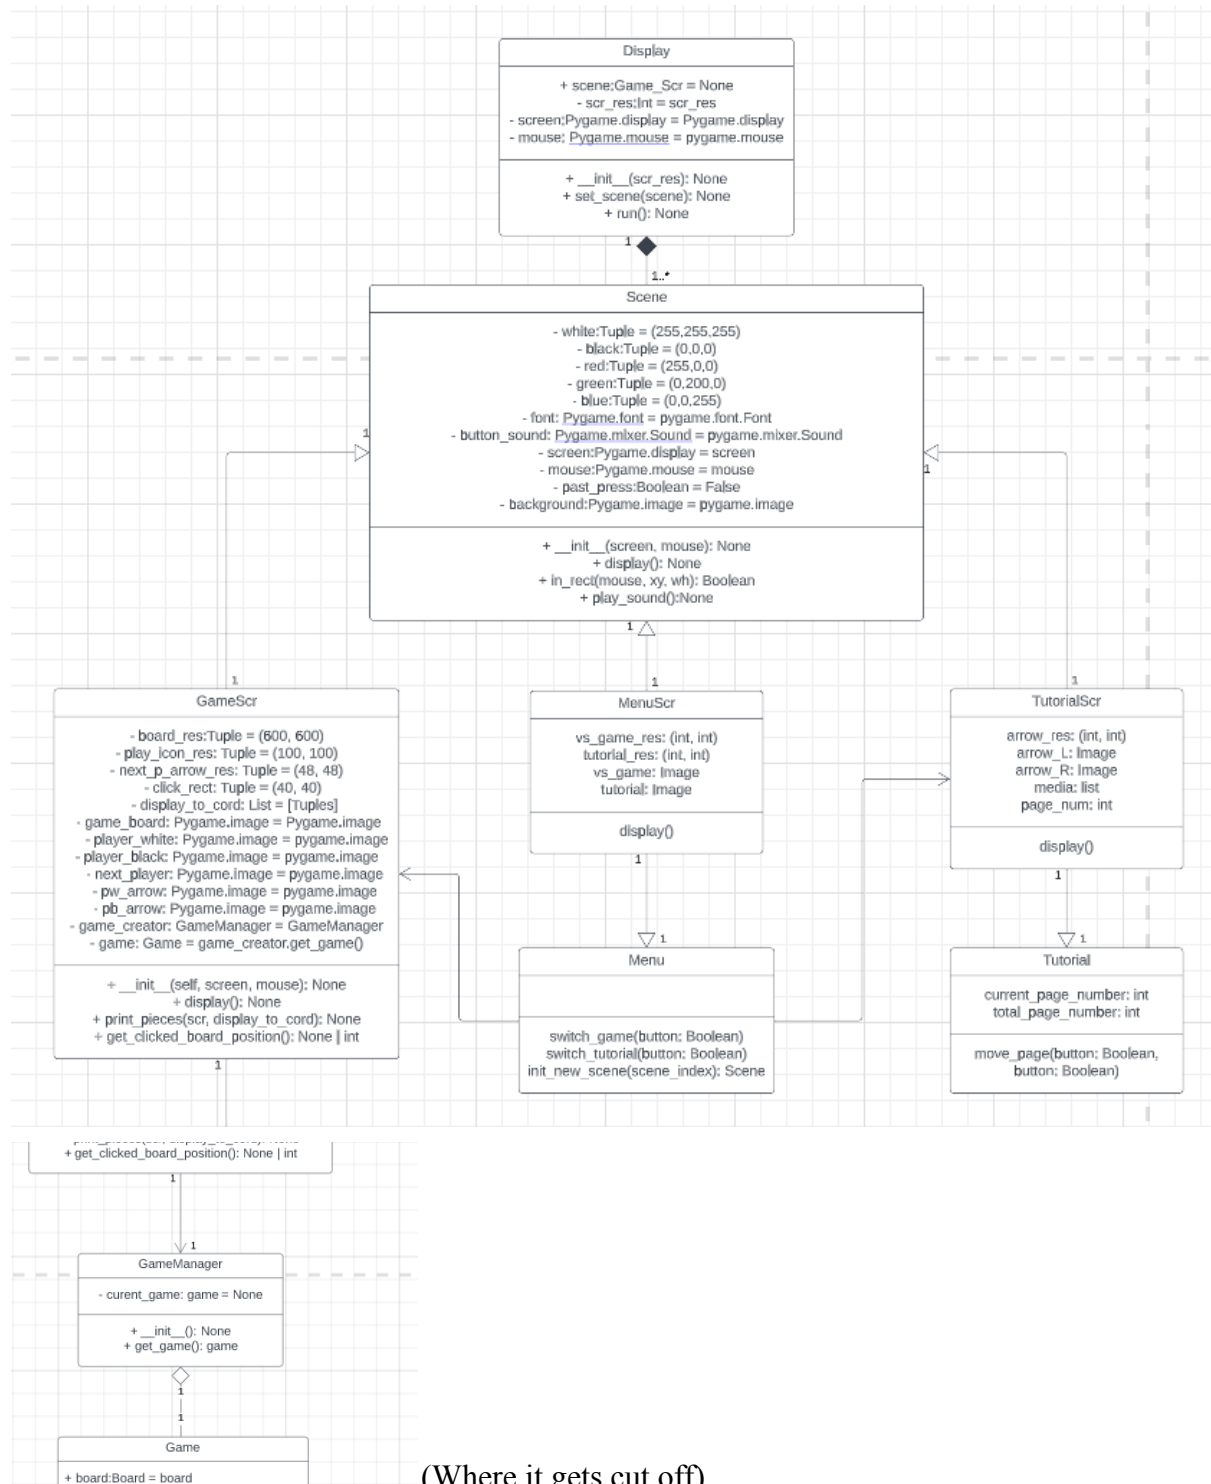 Display
+ scene:Game_Scr = None
- scr_res:Int = scr_res
- screen:Pygame.display = Pygame.display
- mouse: Pygame.mouse = pygame.mouse
+ __init__(scr_res): None
+ set_scene(scene): None
+ run(): None
1
1..*
Scene
- white:Tuple = (255,255,255)
- black:Tuple = (0,0,0)
- red:Tuple = (255,0,0)
- green:Tuple = (0,200,0)
- blue:Tuple = (0,0,255)
- font: Pygame.font = pygame.font.Font
- button_sound: Pygame.mixer.Sound = pygame.mixer.Sound
- screen:Pygame.display = screen
- mouse:Pygame.mouse = mouse
- past_press:Boolean = False
- background:Pygame.image = pygame.image
+ __init__(screen, mouse): None
+ display(): None
+ in_rect(mouse, xy, wh): Boolean
+ play_sound():None
1
1
1
1
1
1
GameScr
- board_res:Tuple = (600, 600)
- play_icon_res: Tuple = (100, 100)
- next_p_arrow_res: Tuple = (48, 48)
- click_rect: Tuple = (40, 40)
- display_to_cord: List = [Tuples]
- game_board: Pygame.image = Pygame.image
- player_white: Pygame.image = pygame.image
- player_black: Pygame.image = pygame.image
- next_player: Pygame.image = pygame.image
- pw_arrow: Pygame.image = pygame.image
- pb_arrow: Pygame.image = pygame.image
- game_creator: GameManager = GameManager
- game: Game = game_creator.get_game()
+ __init__(self, screen, mouse): None
+ display(): None
+ print_pieces(scr, display_to_cord): None
+ get_clicked_board_position(): None | int
1
MenuScr
vs_game_res: (int, int)
tutorial_res: (int, int)
vs_game: Image
tutorial: Image
display()
1
1
Menu
switch_game(button: Boolean)
switch_tutorial(button: Boolean)
init_new_scene(scene_index): Scene
TutorialScr
arrow_res: (int, int)
arrow_L: Image
arrow_R: Image
media: list
page_num: int
display()
1
1
Tutorial
current_page_number: int
total_page_number: int
move_page(button: Boolean,
button: Boolean)
print_pieces(scr, display_to_cord): None
+ get_clicked_board_position(): None | int
1
1
GameManager
- curent_game: game = None
+ __init__(): None
+ get_game(): game
1
1
Game
+ board:Board = board
(Where it gets cut off)